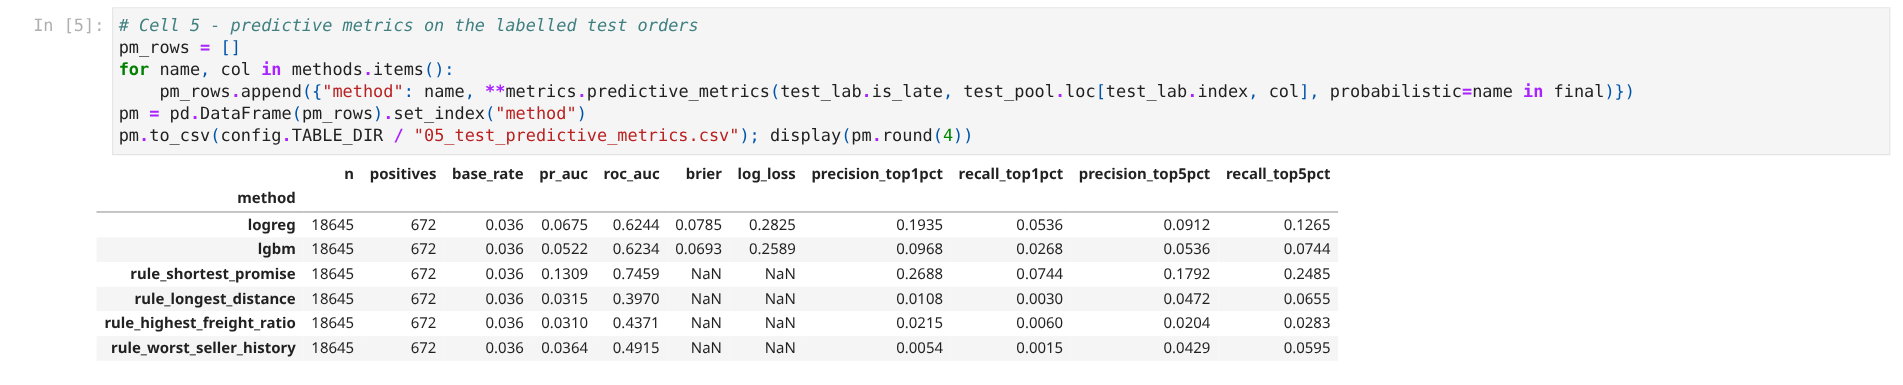 In [5]: # Cell 5 - predictive metrics on the labelled test orders
pm_rows = []
for name, col in methods.items():
    pm_rows.append({"method": name, **metrics.predictive_metrics(test_lab.is_late, test_pool.loc[test_lab.index, col], probabilistic=name in final)})
pm = pd.DataFrame(pm_rows).set_index("method")
pm.to_csv(config.TABLE_DIR / "05_test_predictive_metrics.csv"); display(pm.round(4))
n positives base_rate pr_auc roc_auc brier log_loss precision_top1pct recall_top1pct precision_top5pct recall_top5pct
method
logreg 18645 672 0.036 0.0675 0.6244 0.0785 0.2825 0.1935 0.0536 0.0912 0.1265
lgbm 18645 672 0.036 0.0522 0.6234 0.0693 0.2589 0.0968 0.0268 0.0536 0.0744
rule_shortest_promise 18645 672 0.036 0.1309 0.7459 NaN NaN 0.2688 0.0744 0.1792 0.2485
rule_longest_distance 18645 672 0.036 0.0315 0.3970 NaN NaN 0.0108 0.0030 0.0472 0.0655
rule_highest_freight_ratio 18645 672 0.036 0.0310 0.4371 NaN NaN 0.0215 0.0060 0.0204 0.0283
rule_worst_seller_history 18645 672 0.036 0.0364 0.4915 NaN NaN 0.0054 0.0015 0.0429 0.0595